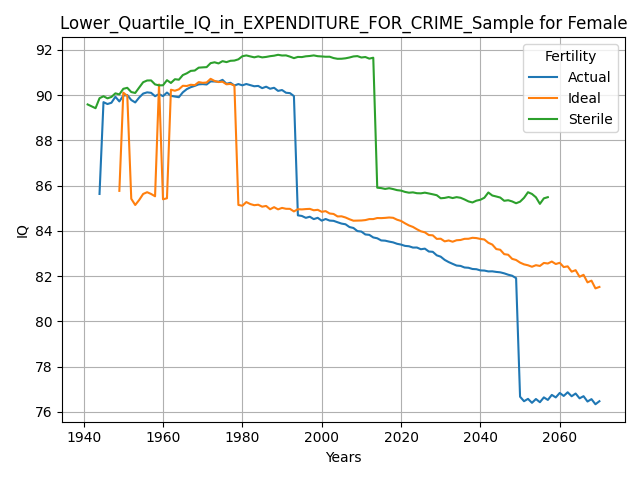 Lower_Quartile_IQ_in_EXPENDITURE_FOR_CRIME_Sample for Female
Fertility
Actual
Ideal
Sterile
IQ
92
90
88
86
84
82
80
78
76
1940 1960 1980 2000 2020 2040 2060
Years